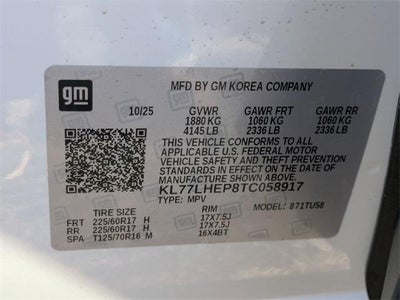 gm
MFD BY GM KOREA COMPANY
10/25 GVWR GAWR FRT GAWR RR
1880 KG 1060 KG 1060 KG
4145 LB 2336 LB 2336 LB
THIS VEHICLE CONFORMS TO ALL
APPLICABLE U.S. FEDERAL MOTOR
VEHICLE SAFETY AND BUMPER
STANDARDS IN EFFECT ON THE DATE OF
MANUFACTURE SHOWN ABOVE.
KL77LHEP8TC058917
TYPE: MPV MODEL: 871TU58
TIRE SIZE RIM
FRT 225/60R17 H 17X7.5J
RR 225/60R17 H 17X7.5J
SPA T125/70R16 M 16X4BT